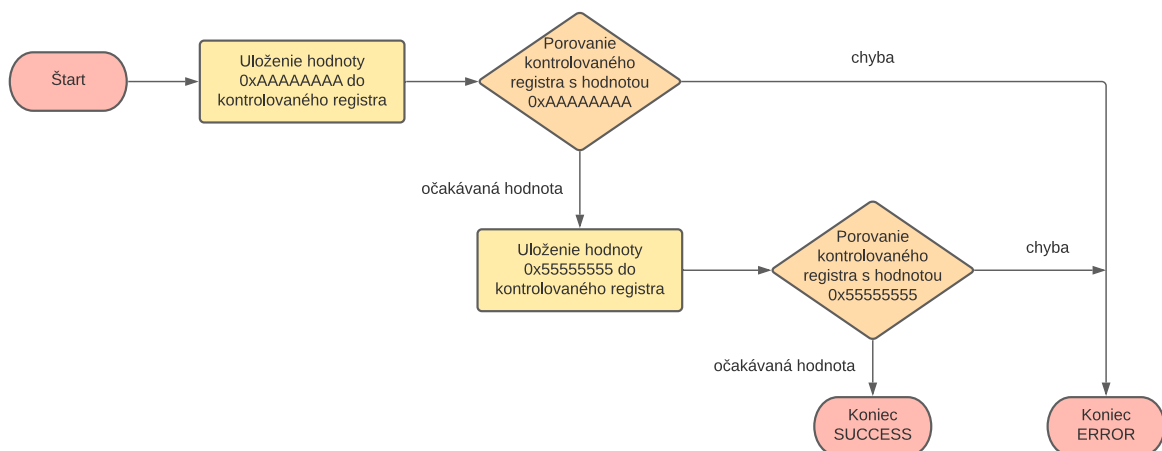 Štart
Uloženie hodnoty
0xAAAAAAAA do
kontrolovaného registra
Porovanie
kontrolovaného
registra s hodnotou
0xAAAAAAAA
chyba
očakávaná hodnota
Uloženie hodnoty
0x55555555 do
kontrolovaného registra
Porovanie
kontrolovaného
registra s hodnotou
0x55555555
chyba
očakávaná hodnota
Koniec
SUCCESS
Koniec
ERROR